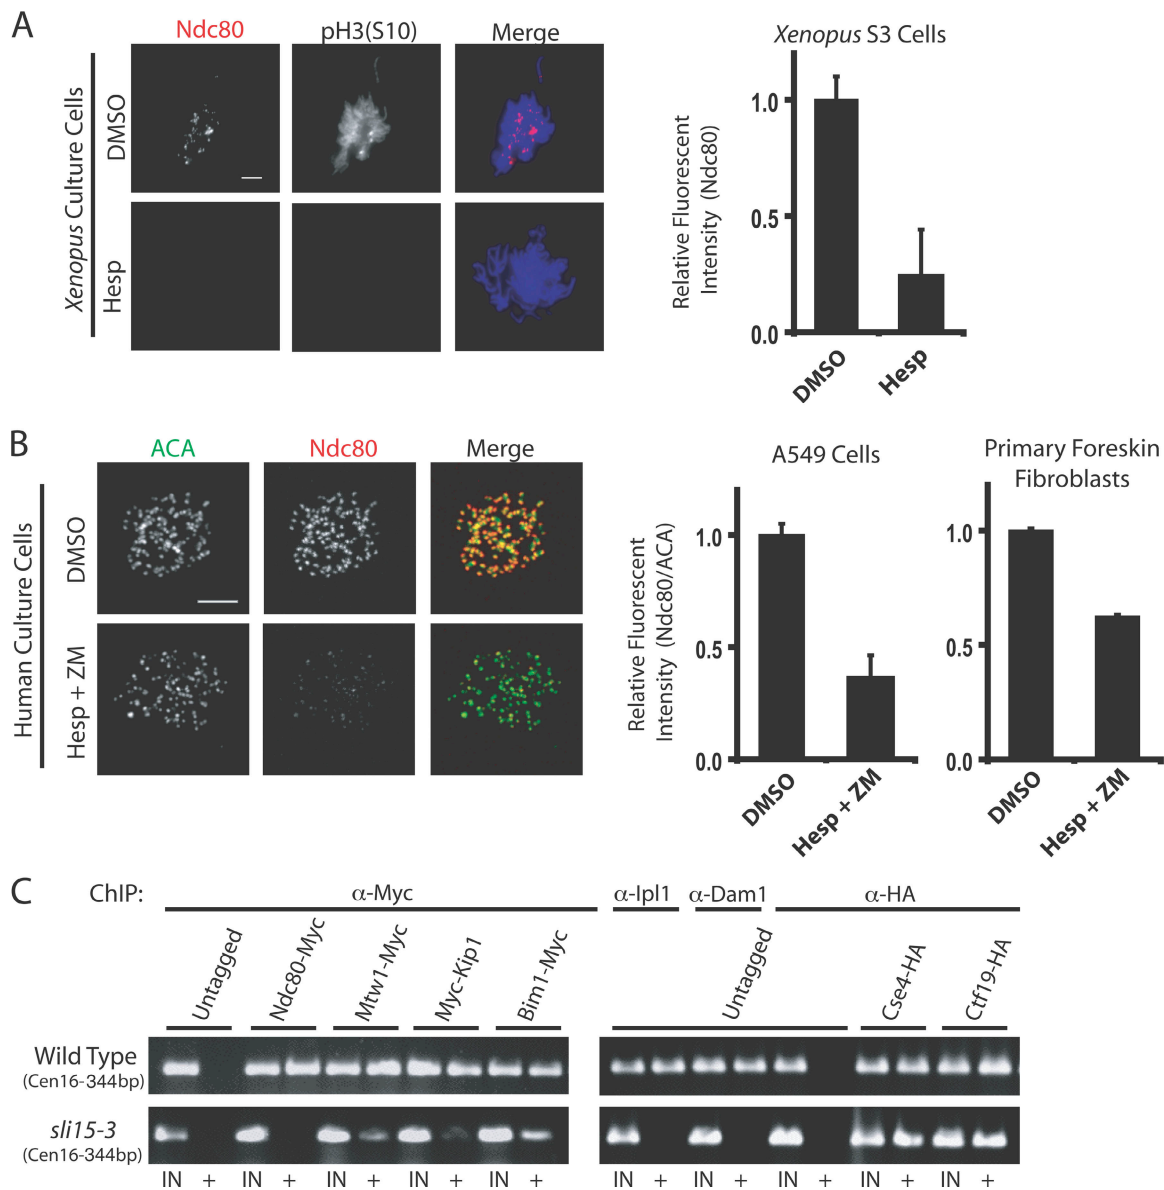 A
Ndc80 pH3(S10) Merge
Xenopus Culture Cells
DMSO
Hesp
Xenopus S3 Cells
Relative Fluorescent
Intensity (Ndc80)
1.0
0.5
0.0
DMSO Hesp
B
ACA Ndc80 Merge
Human Culture Cells
DMSO
Hesp + ZM
A549 Cells
Relative Fluorescent
Intensity (Ndc80/ACA)
1.0
0.5
0.0
DMSO Hesp + ZM
Primary Foreskin
Fibroblasts
1.0
0.5
0.0
DMSO Hesp + ZM
C
ChIP: α-Myc α-Ipl1 α-Dam1 α-HA
Untagged Ndc80-Myc Mtw1-Myc Myc-Kip1 Bim1-Myc Untagged Cse4-HA Ctf19-HA
Wild Type
(Cen16-344bp)
sli15-3
(Cen16-344bp)
IN + IN + IN + IN + IN + IN + IN + IN + IN + IN +